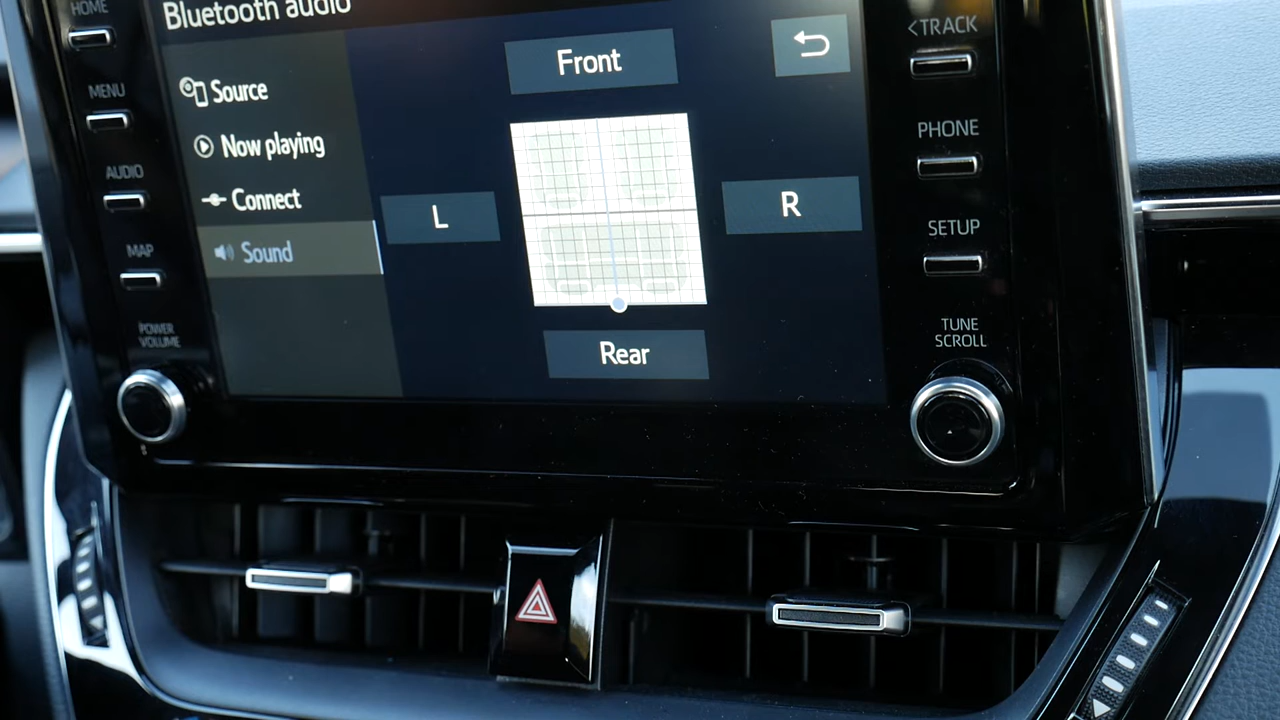 HOME
Bluetooth audio
<TRACK
Front
Source
MENU
PHONE
Now playing
AUDIO
Connect
L
R
SETUP
MAP
Sound
POWER
VOLUME
TUNE
SCROLL
Rear